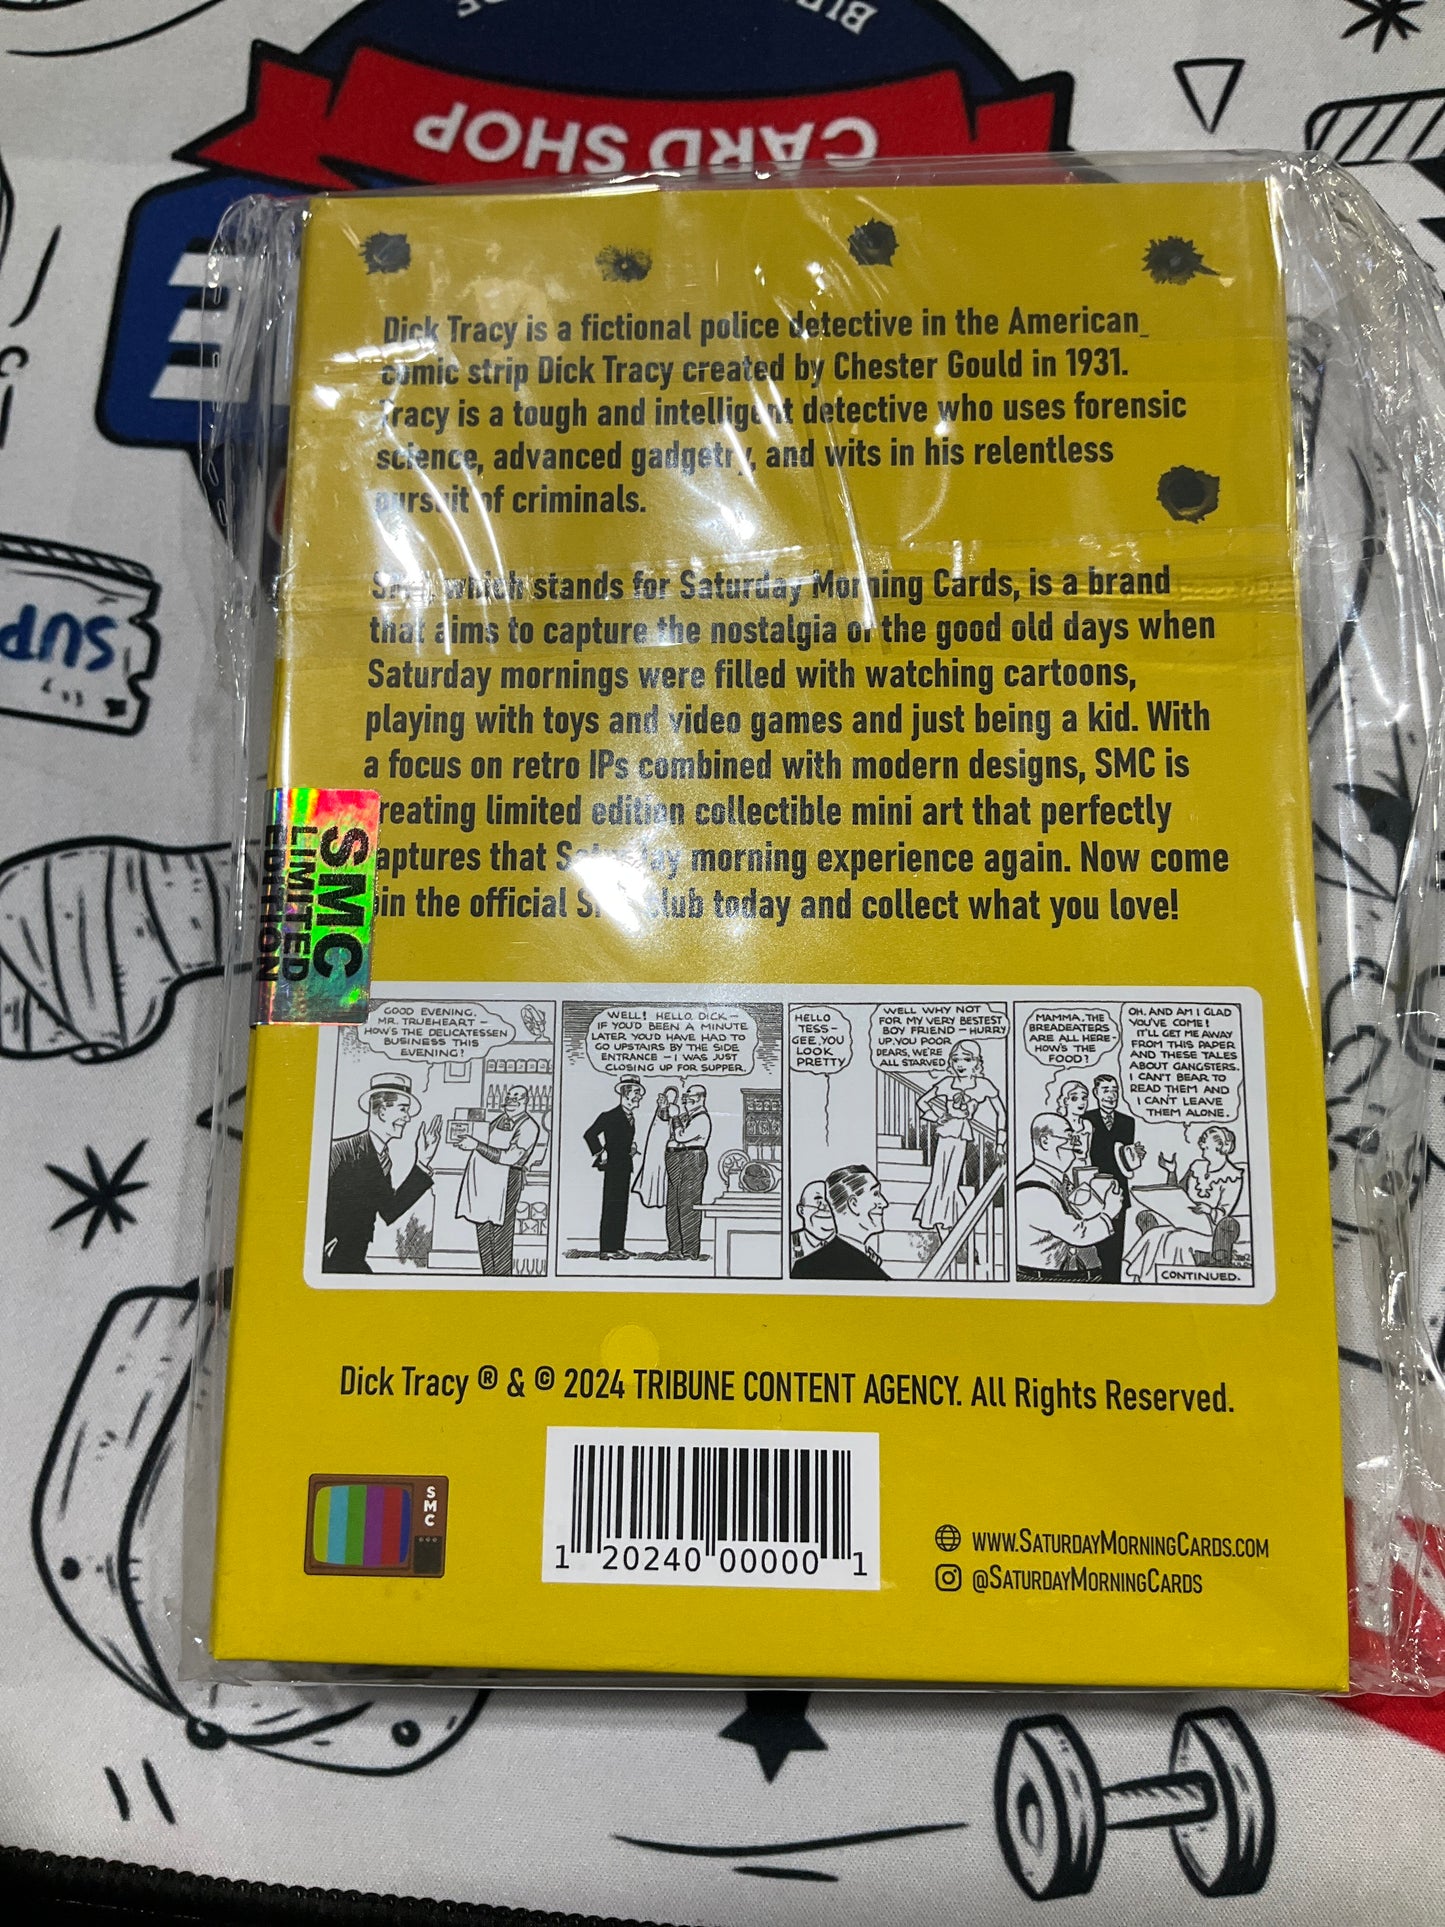 CARD SHOP
SUP
Dick Tracy is a fictional police detective in the American
comic strip Dick Tracy created by Chester Gould in 1931.
Tracy is a tough and intelligent detective who uses forensic
science, advanced gadgetry, and wits in his relentless
pursuit of criminals.
SMC, which stands for Saturday Morning Cards, is a brand
that aims to capture the nostalgia of the good old days when
Saturday mornings were filled with watching cartoons,
playing with toys and video games and just being a kid. With
a focus on retro IPs combined with modern designs, SMC is
creating limited edition collectible mini art that perfectly
captures that Saturday morning experience again. Now come
join the official SMC club today and collect what you love!
SMC
LIMITED
EDITION
GOOD EVENING,
MR. TRUEHEART -
HOW'S THE DELICATESSEN
BUSINESS THIS
EVENING?
WELL! HELLO, DICK -
IF YOU'D BEEN A MINUTE
LATER YOU'D HAVE HAD TO
GO UPSTAIRS BY THE SIDE
ENTRANCE - I WAS JUST
CLOSING UP FOR SUPPER.
HELLO
TESS-
GEE, YOU
LOOK
PRETTY
WELL WHY NOT
FOR MY VERY BESTEST
BOY FRIEND - HURRY
UP. YOU POOR
DEARS, WE'RE
ALL STARVED
MAMMA, THE
BREADEATERS
ARE ALL HERE-
HOW'S THE
FOOD?
OH, AND AM I GLAD
YOU'VE COME!
IT'LL GET ME AWAY
FROM THIS PAPER
AND THESE TALES
ABOUT GANGSTERS.
I CAN'T BEAR TO
READ THEM AND
I CAN'T LEAVE
THEM ALONE.
CONTINUED.
Dick Tracy ® & © 2024 TRIBUNE CONTENT AGENCY. All Rights Reserved.
SMC
1 20240 00000 1
WWW.SATURDAYMORNINGCARDS.COM
@SATURDAYMORNINGCARDS